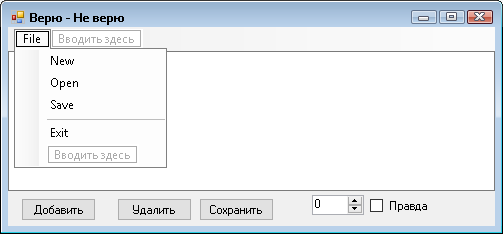 Верю - Не верю
File Вводить здесь
New
Open
Save
Exit
Вводить здесь
Добавить Удалить Сохранить 0 Правда